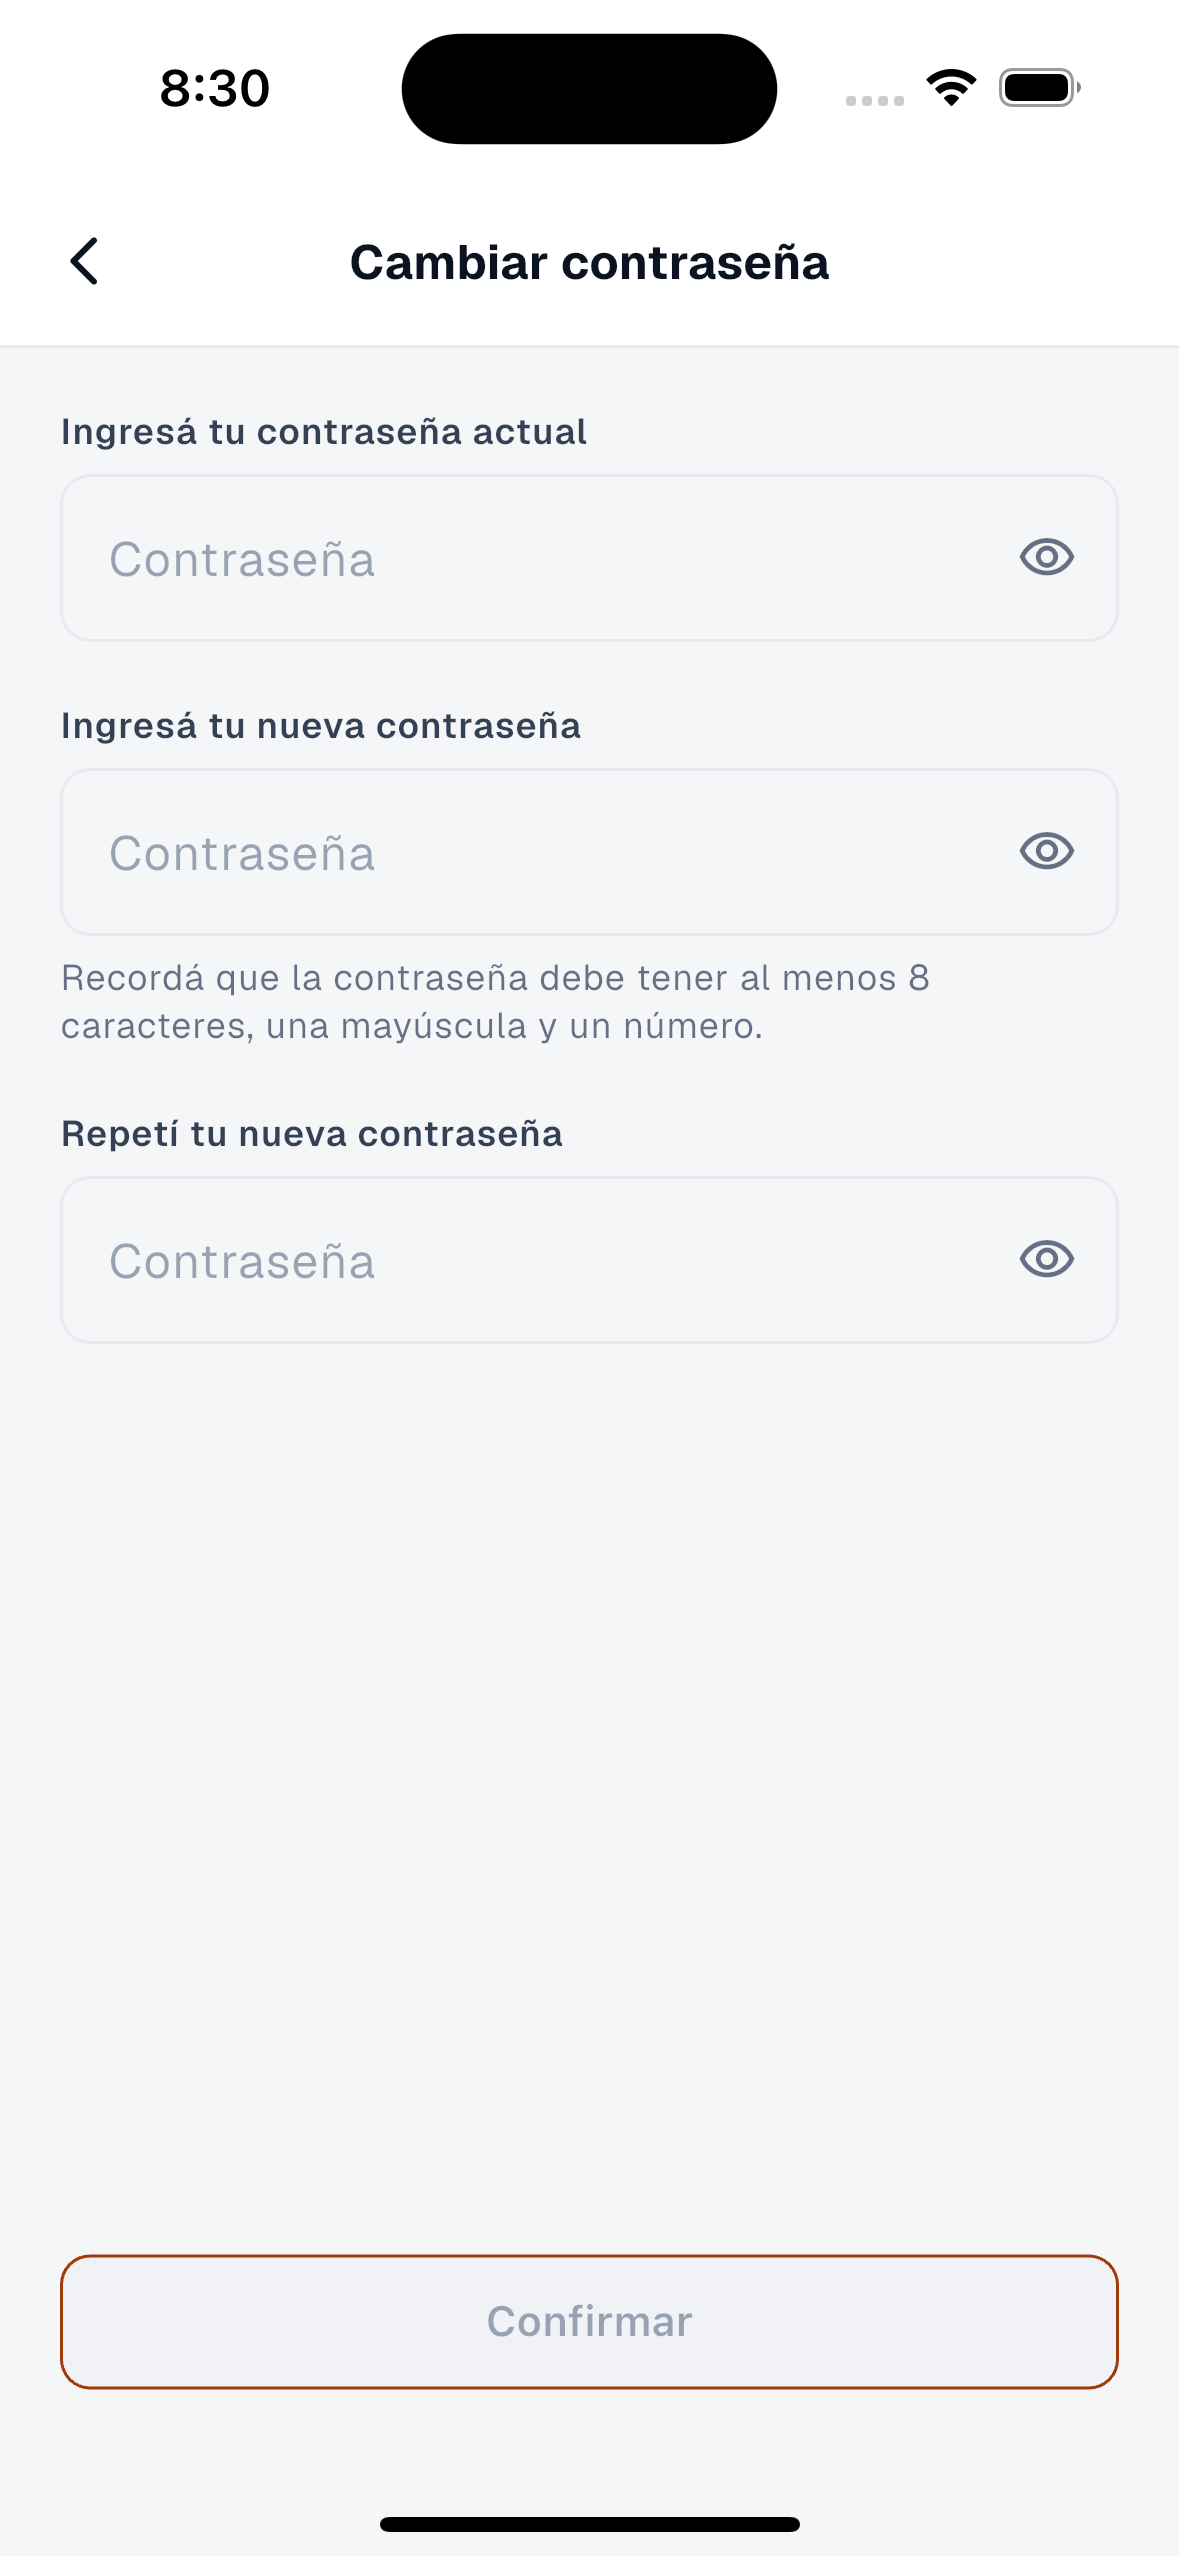 8:30
Cambiar contraseña
Ingresá tu contraseña actual
Contraseña
Ingresá tu nueva contraseña
Contraseña
Recordá que la contraseña debe tener al menos 8
caracteres, una mayúscula y un número.
Repetí tu nueva contraseña
Contraseña
Confirmar